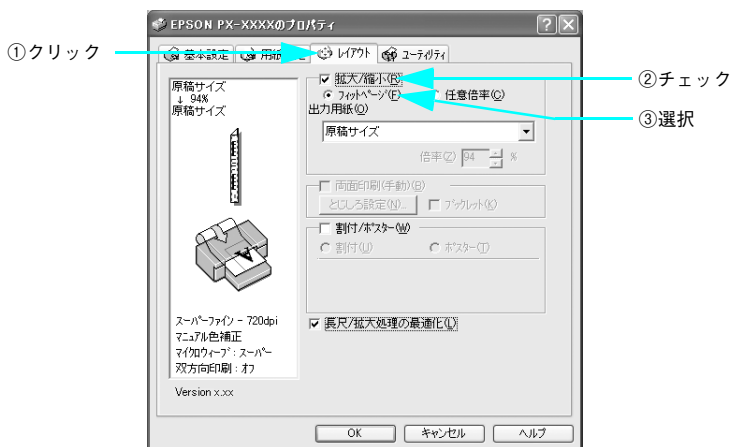 EPSON PX-XXXXのプロパティ
①クリック
基本設定
レイアウト
ユーティリティ
原稿サイズ
↓ 94%
原稿サイズ
拡大/縮小(R)
②チェック
フィットページ(F)
任意倍率(C)
出力用紙(O)
③選択
原稿サイズ
倍率(Z) 94 %
両面印刷(手動)(B)
とじしろ設定(N)...
ブックレット(K)
割付/ポスター(W)
割付(U)
ポスター(T)
スーパーファイン - 720dpi
マニュアル色補正
マイクロウィーブ: スーパー
双方向印刷: オフ
長尺/拡大処理の最適化(L)
Version x.xx
OK
キャンセル
ヘルプ